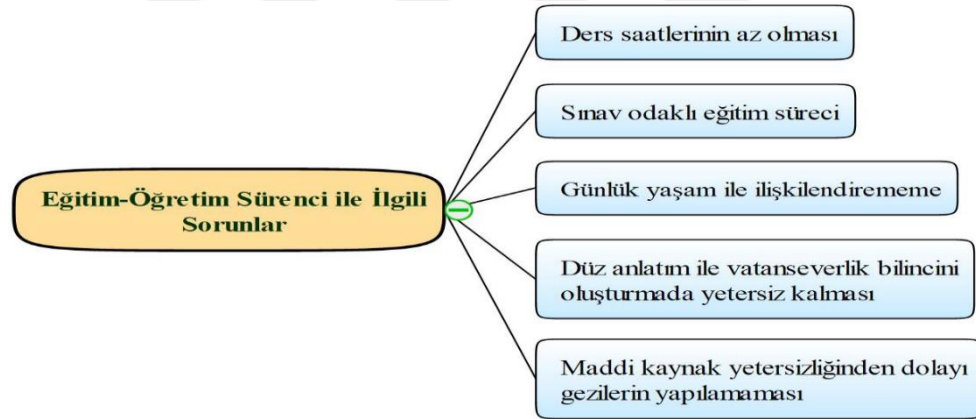 Ders saatlerinin az olması
Sınav odaklı eğitim süreci
Eğitim-Öğretim Sürenci ile İlgili
Sorunlar
Günlük yaşam ile ilişkilendirememe
Düz anlatım ile vatanseverlik bilincini
oluşturmada yetersiz kalması
Maddi kaynak yetersizliğinden dolayı
gezilerin yapılamaması